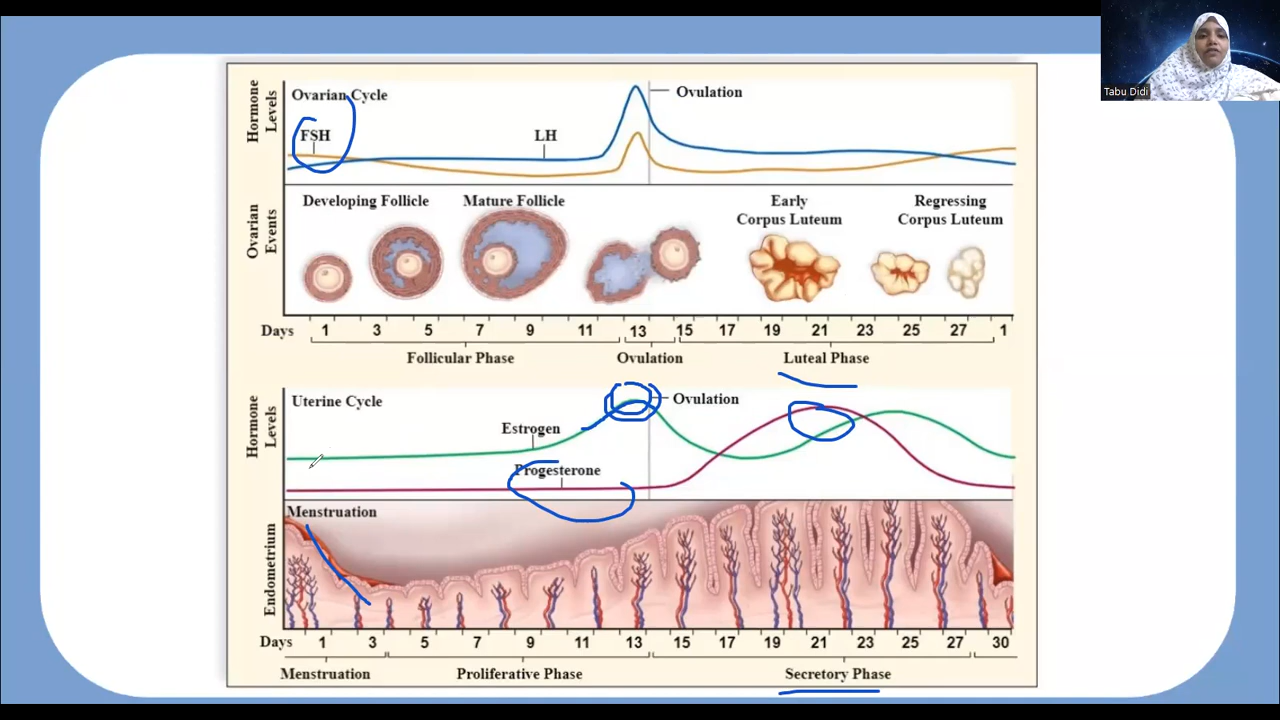 Tabu Didi
Hormone
Levels
Ovarian Cycle
FSH
LH
Ovulation
Ovarian
Events
Developing Follicle
Mature Follicle
Early
Corpus Luteum
Regressing
Corpus Luteum
Days 1 3 5 7 9 11 13 15 17 19 21 23 25 27 1
Follicular Phase Ovulation Luteal Phase
Hormone
Levels
Uterine Cycle
Estrogen
Progesterone
Ovulation
Endometrium
Menstruation
Days 1 3 5 7 9 11 13 15 17 19 21 23 25 27 30
Menstruation Proliferative Phase Secretory Phase